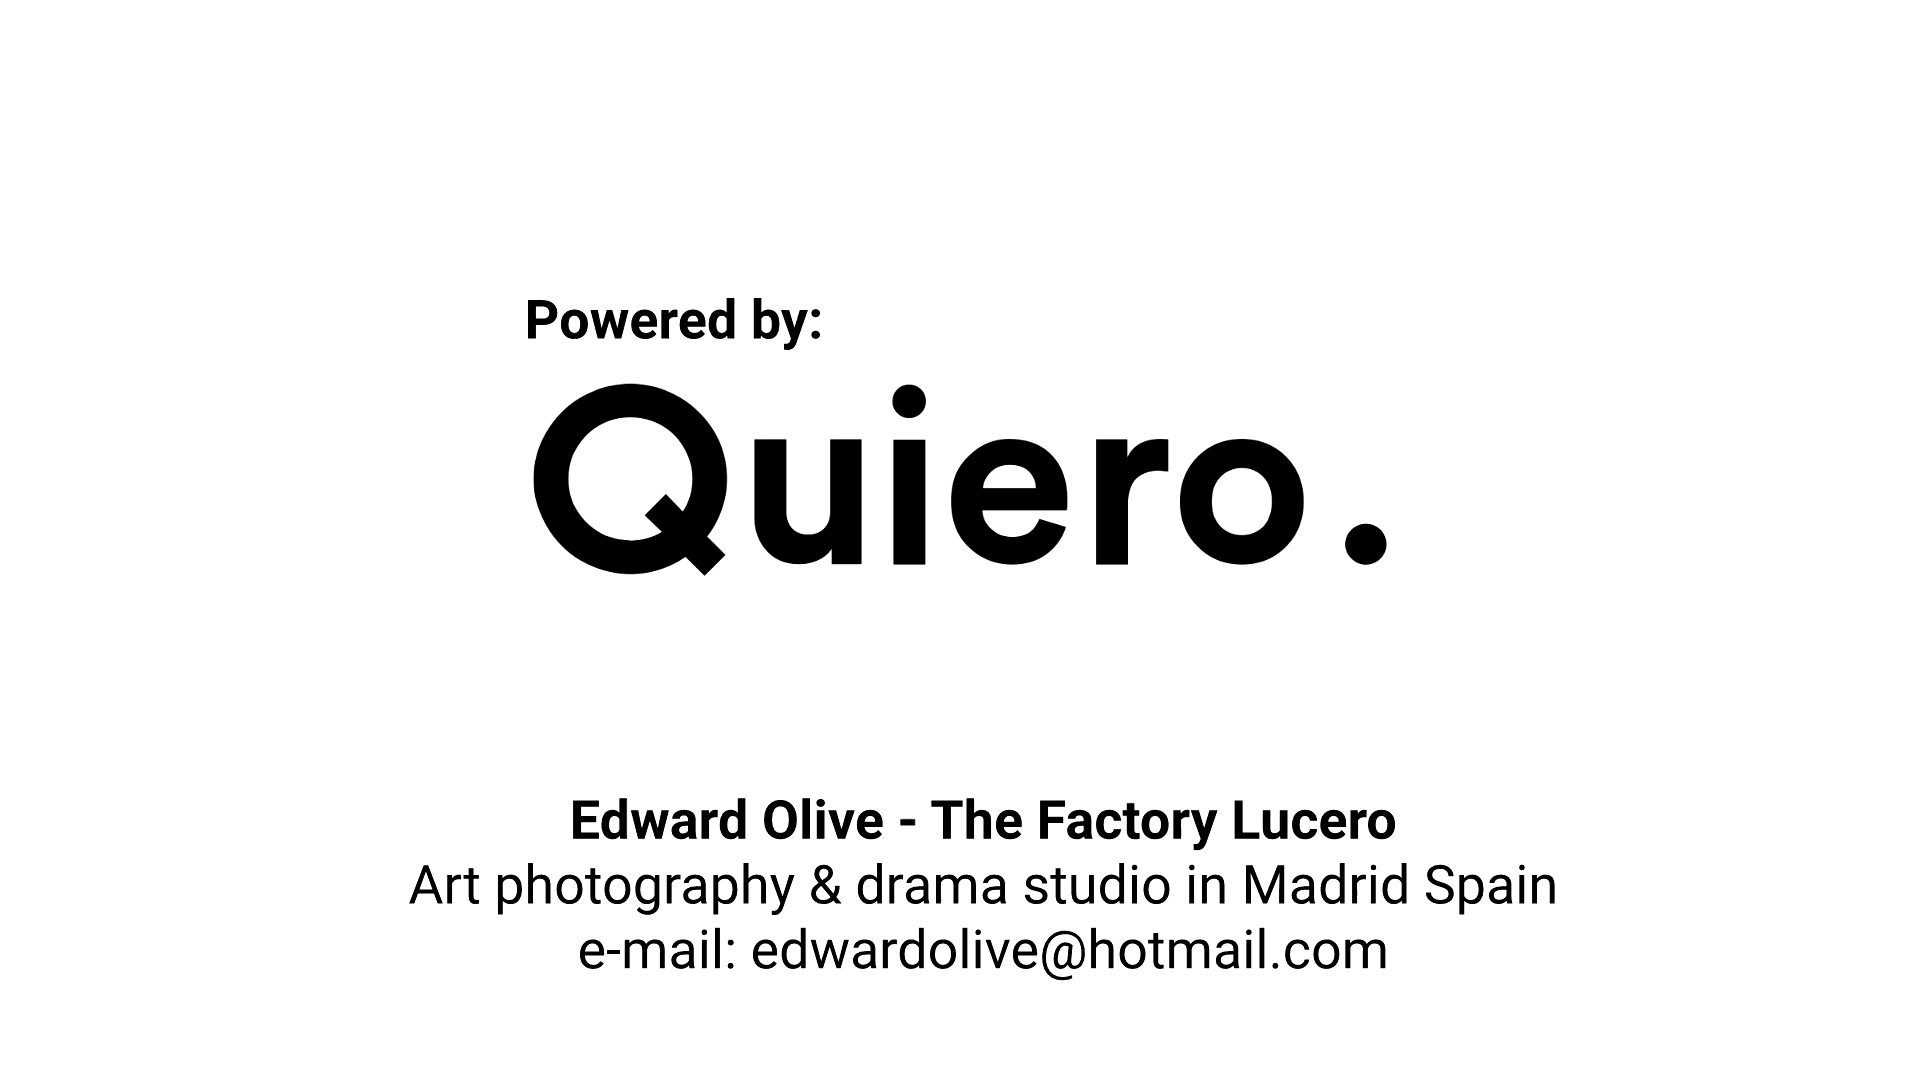 Powered by:
Quiero.
Edward Olive - The Factory Lucero
Art photography & drama studio in Madrid Spain
e-mail: edwardolive@hotmail.com